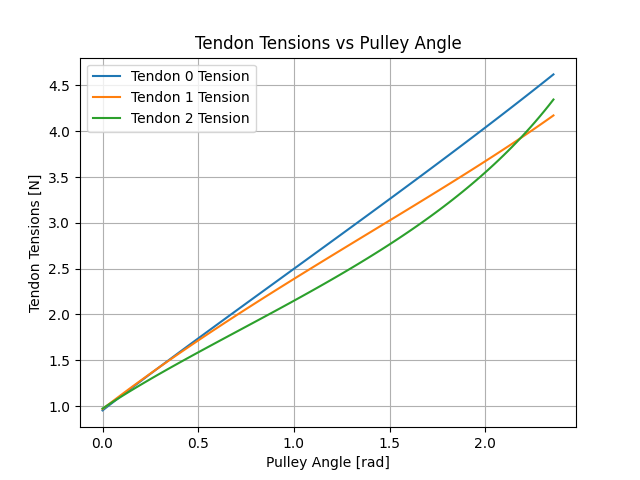 Tendon Tensions vs Pulley Angle
Tendon 0 Tension
Tendon 1 Tension
Tendon 2 Tension
Tendon Tensions [N]
4.5
4.0
3.5
3.0
2.5
2.0
1.5
1.0
0.0 0.5 1.0 1.5 2.0
Pulley Angle [rad]